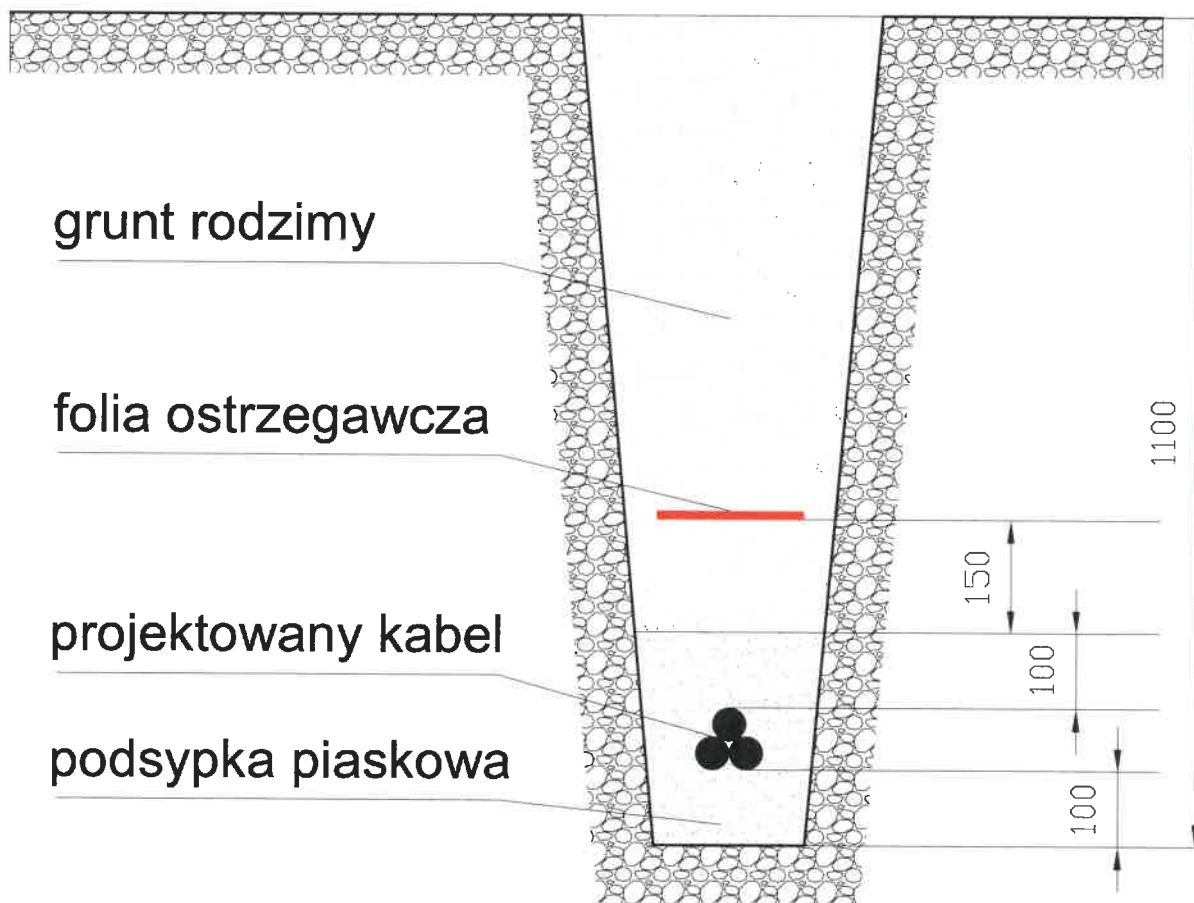 grunt rodzimy
folia ostrzegawcza
projektowany kabel
podsypka piaskowa
1100
150
100
100